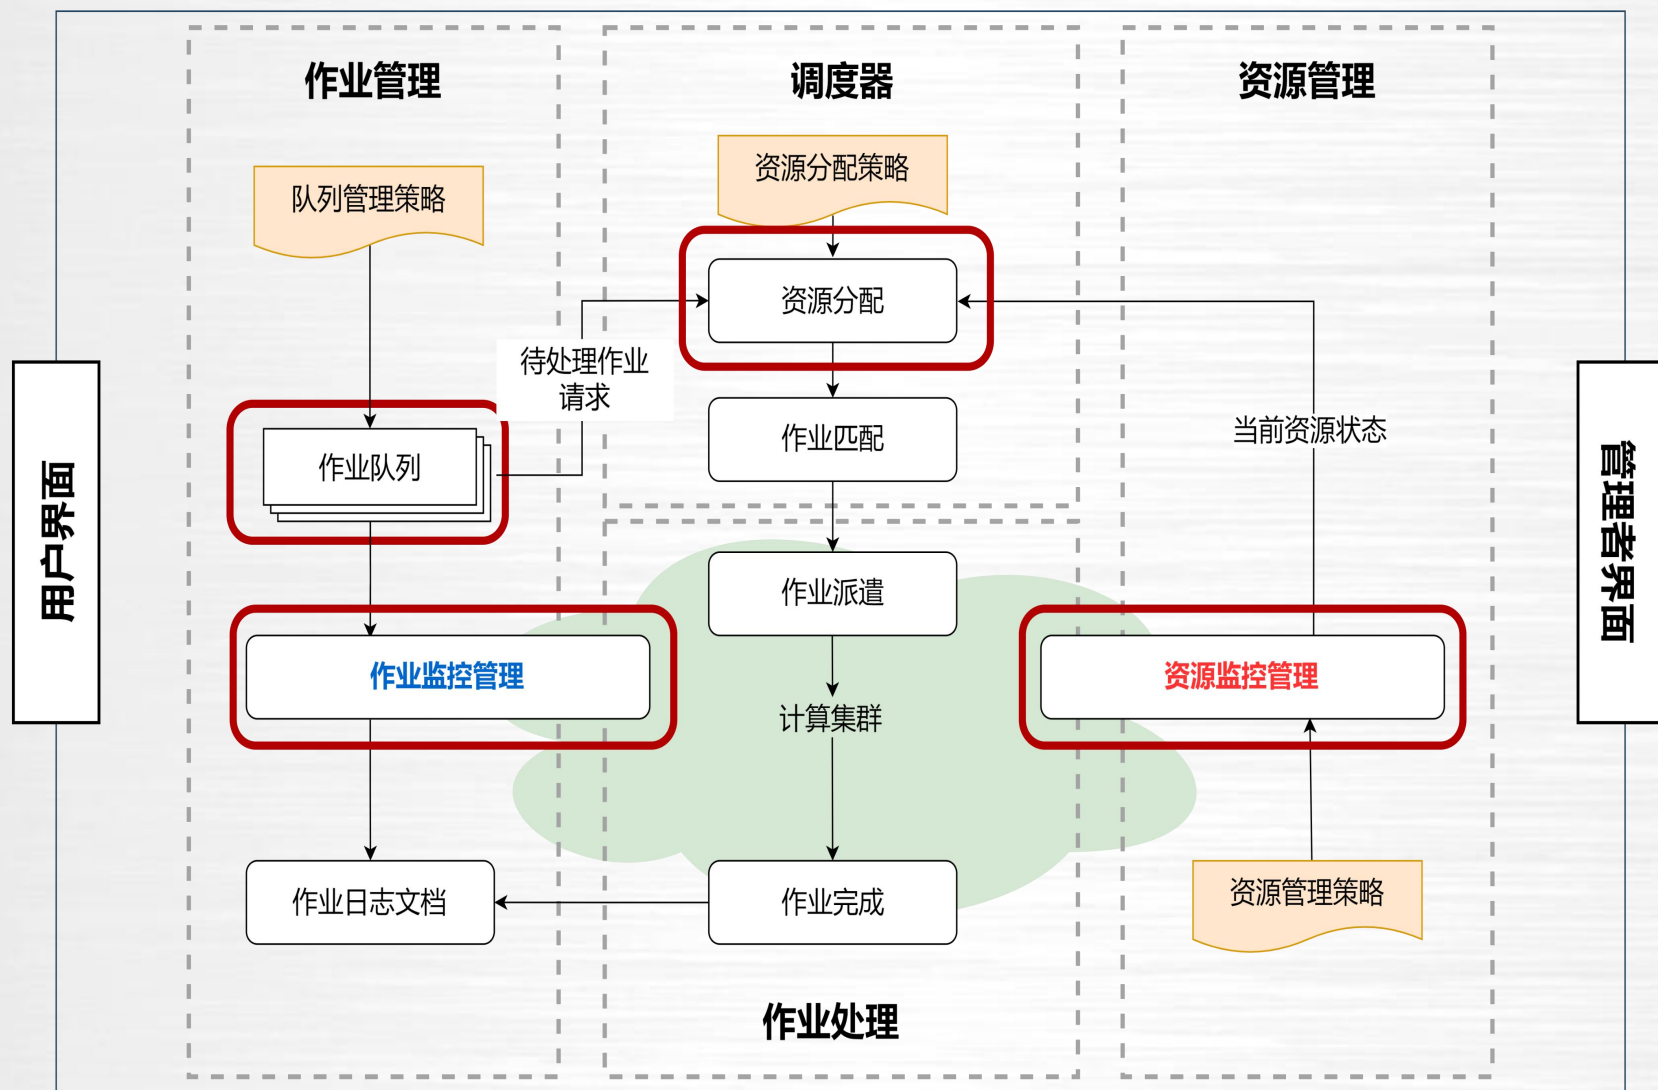 作业管理
调度器
资源管理
队列管理策略
资源分配策略
资源分配
待处理作业
请求
作业队列
作业匹配
当前资源状态
用户界面
管理者界面
作业派遣
作业监控管理
资源监控管理
计算集群
作业日志文档
作业完成
资源管理策略
作业处理